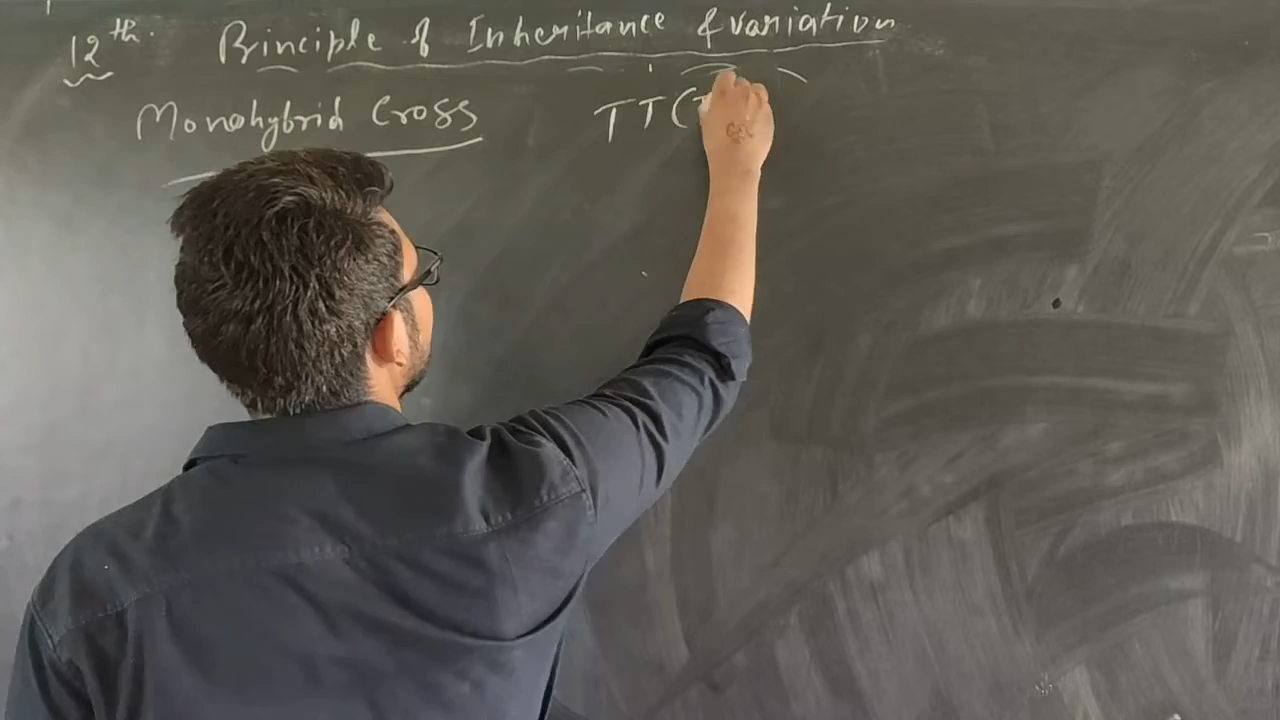 12th. Principle of Inheritance & variation
Monohybrid Cross TT (T